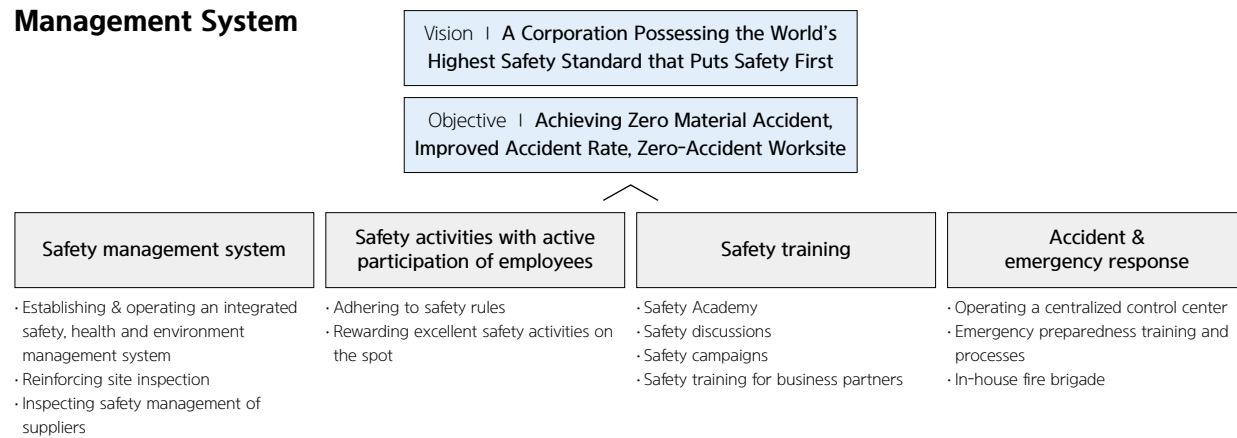 Management System
Vision | A Corporation Possessing the World's
Highest Safety Standard that Puts Safety First
Objective | Achieving Zero Material Accident,
Improved Accident Rate, Zero-Accident Worksite
Safety management system
· Establishing & operating an integrated
safety, health and environment
management system
· Reinforcing site inspection
· Inspecting safety management of
suppliers
Safety activities with active
participation of employees
· Adhering to safety rules
· Rewarding excellent safety activities on
the spot
Safety training
· Safety Academy
· Safety discussions
· Safety campaigns
· Safety training for business partners
Accident &
emergency response
· Operating a centralized control center
· Emergency preparedness training and
processes
· In-house fire brigade